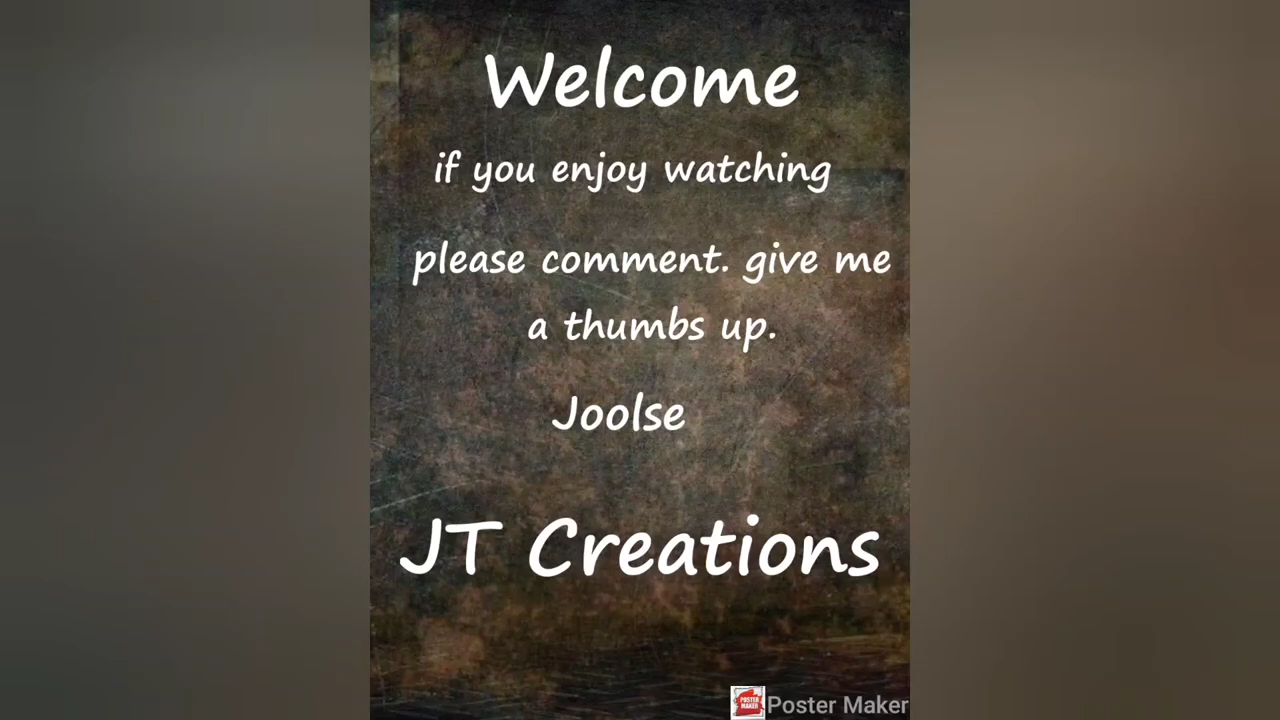 Welcome
if you enjoy watching
please comment. give me
a thumbs up.
Joolse
JT Creations
POSTER
MAKER
Poster Maker